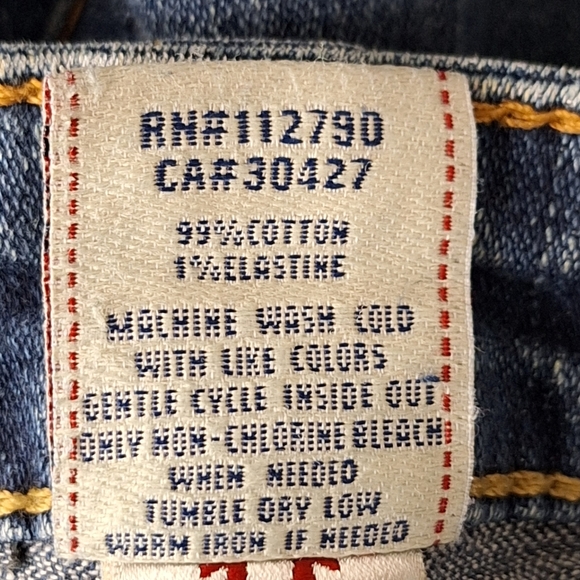 RN#112790
CA#30427
99%COTTON
1%ELASTINE
MACHINE WASH COLD
WITH LIKE COLORS
GENTLE CYCLE INSIDE OUT
ONLY NON-CHLORINE BLEACH
WHEN NEEDED
TUMBLE DRY LOW
WARM IRON IF NEEDED